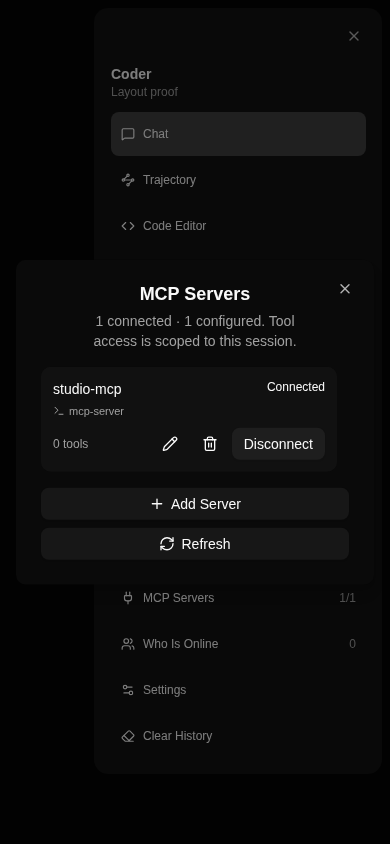 Coder
Layout proof
Chat
Trajectory
Code Editor
MCP Servers
1 connected · 1 configured. Tool
access is scoped to this session.
studio-mcp
Connected
mcp-server
0 tools
Disconnect
Add Server
Refresh
MCP Servers
1/1
Who Is Online
0
Settings
Clear History